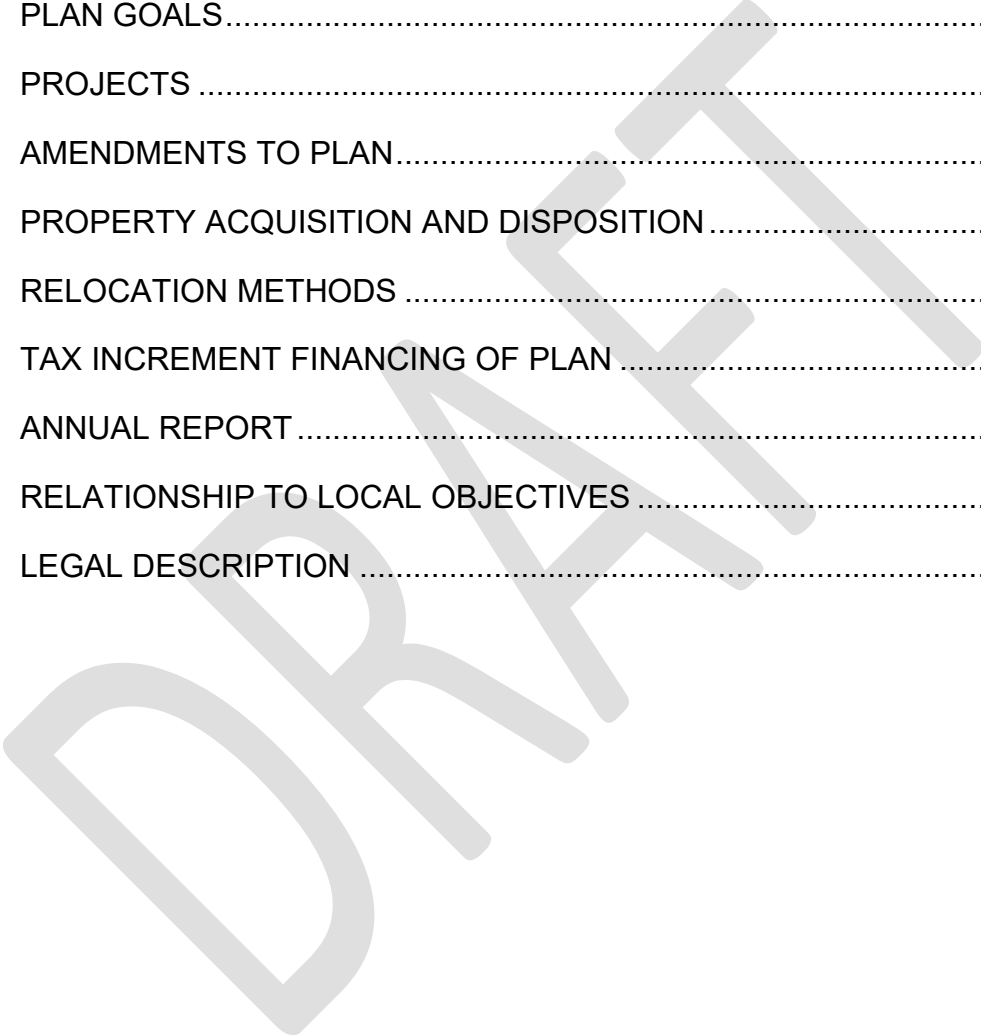 PLAN GOALS................................................................................................
PROJECTS ................................................................................................
AMENDMENTS TO PLAN.........................................................................
PROPERTY ACQUISITION AND DISPOSITION...................................
RELOCATION METHODS ........................................................................
TAX INCREMENT FINANCING OF PLAN .............................................
ANNUAL REPORT....................................................................................
RELATIONSHIP TO LOCAL OBJECTIVES ...........................................
LEGAL DESCRIPTION .............................................................................
DRAFT